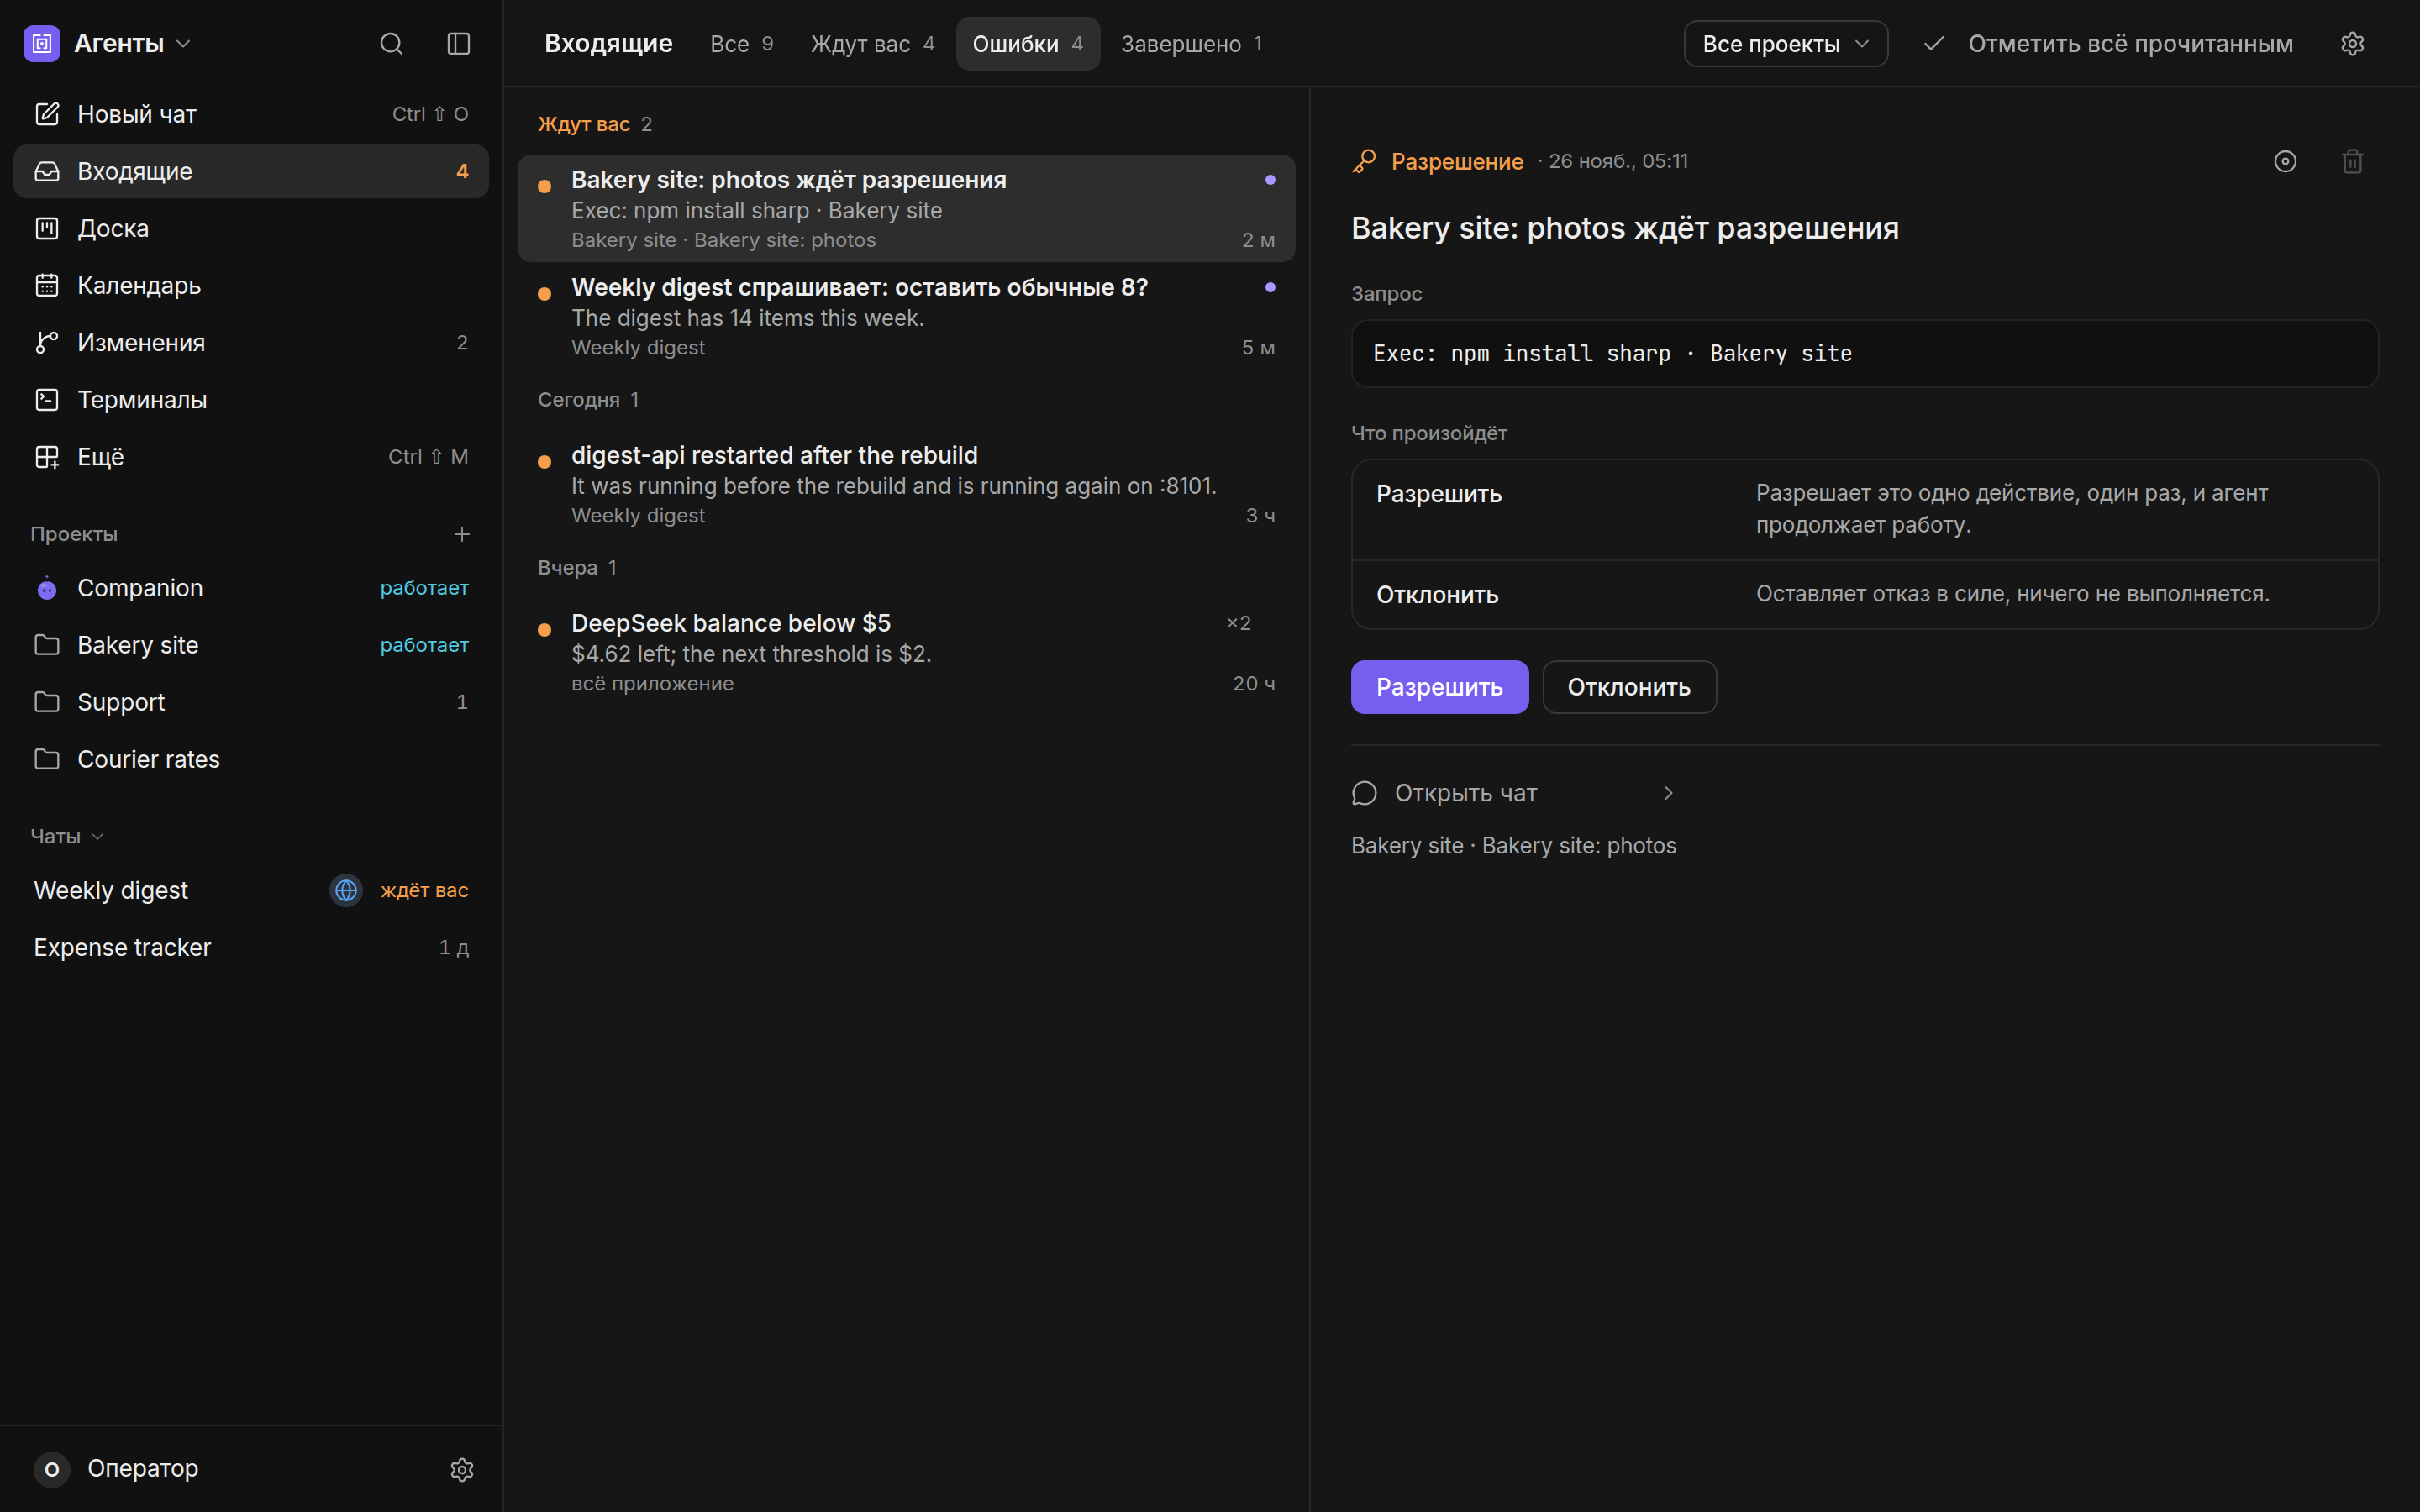 Агенты
Новый чат Ctrl ⇧ O
Входящие 4
Доска
Календарь
Изменения 2
Терминалы
Ещё Ctrl ⇧ M
Проекты
Companion работает
Bakery site работает
Support 1
Courier rates
Чаты
Weekly digest ждёт вас
Expense tracker 1 д
О Оператор
Входящие Все 9 Ждут вас 4 Ошибки 4 Завершено 1
Все проекты Отметить всё прочитанным
Ждут вас 2
Bakery site: photos ждёт разрешения
Exec: npm install sharp · Bakery site
Bakery site · Bakery site: photos 2 м
Weekly digest спрашивает: оставить обычные 8?
The digest has 14 items this week.
Weekly digest 5 м
Сегодня 1
digest-api restarted after the rebuild
It was running before the rebuild and is running again on :8101.
Weekly digest 3 ч
Вчера 1
DeepSeek balance below $5 ×2
$4.62 left; the next threshold is $2.
всё приложение 20 ч
Разрешение · 26 нояб., 05:11
Bakery site: photos ждёт разрешения
Запрос
Exec: npm install sharp · Bakery site
Что произойдёт
Разрешить Разрешает это одно действие, один раз, и агент
продолжает работу.
Отклонить Оставляет отказ в силе, ничего не выполняется.
Разрешить Отклонить
Открыть чат
Bakery site · Bakery site: photos